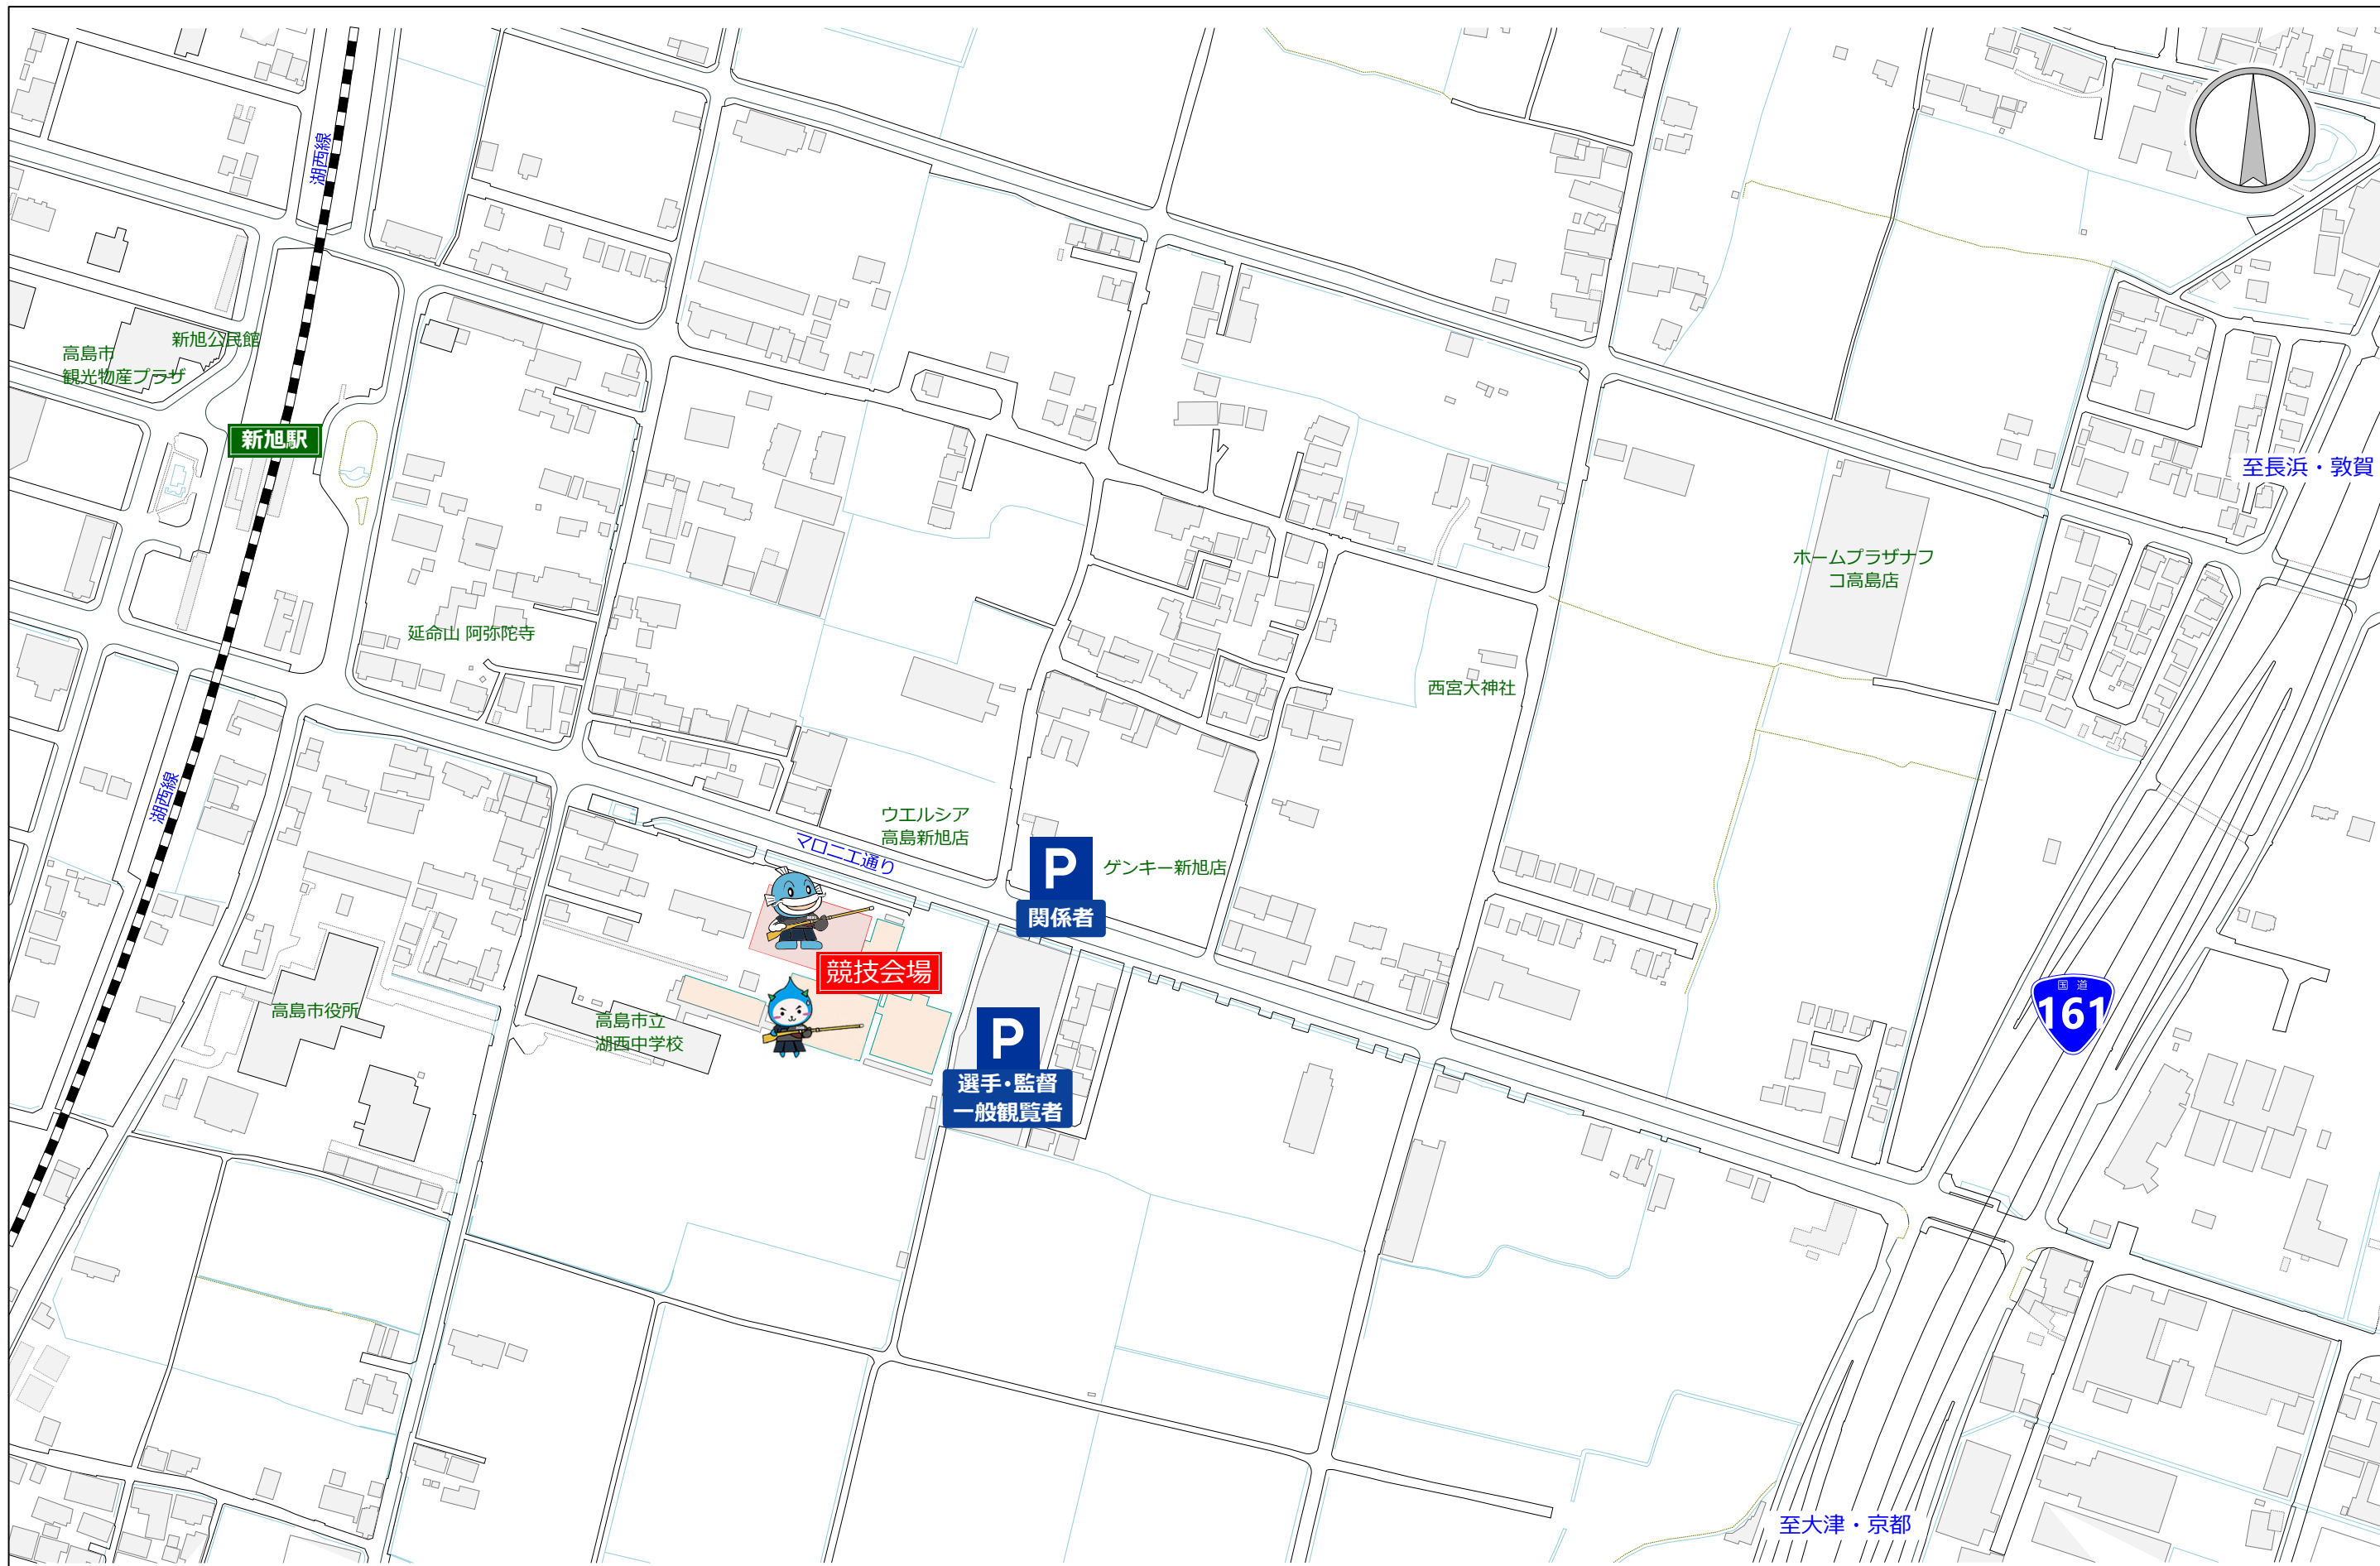 湖西線
新旭公民館
高島市
観光物産プラザ
新旭駅
至長浜・敦賀
ホームプラザナフ
コ高島店
延命山 阿弥陀寺
西宮大神社
湖西線
ウエルシア
高島新旭店
マロニエ通り
P
関係者
ゲンキー新旭店
競技会場
高島市役所
高島市立
湖西中学校
P
選手・監督
一般観覧者
国道
161
至大津・京都